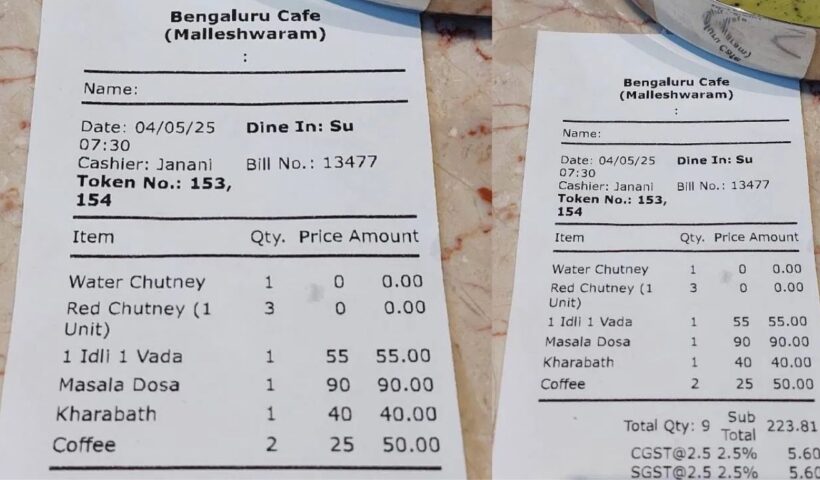 Bengaluru Cafe
(Malleshwaram)
:
Name:
Date: 04/05/25 Dine In: Su
07:30
Cashier: Janani Bill No.: 13477
Token No.: 153,
154
Item Qty. Price Amount
Water Chutney 1 0 0.00
Red Chutney (1 3 0 0.00
Unit)
1 Idli 1 Vada 1 55 55.00
Masala Dosa 1 90 90.00
Kharabath 1 40 40.00
Coffee 2 25 50.00
Bengaluru Cafe
(Malleshwaram)
:
Name:
Date: 04/05/25 Dine In: Su
07:30
Cashier: Janani Bill No.: 13477
Token No.: 153,
154
Item Qty. Price Amount
Water Chutney 1 0 0.00
Red Chutney (1 3 0 0.00
Unit)
1 Idli 1 Vada 1 55 55.00
Masala Dosa 1 90 90.00
Kharabath 1 40 40.00
Coffee 2 25 50.00
Total Qty: 9 Sub Total 223.81
CGST@2.5 2.5% 5.60
SGST@2.5 2.5% 5.60